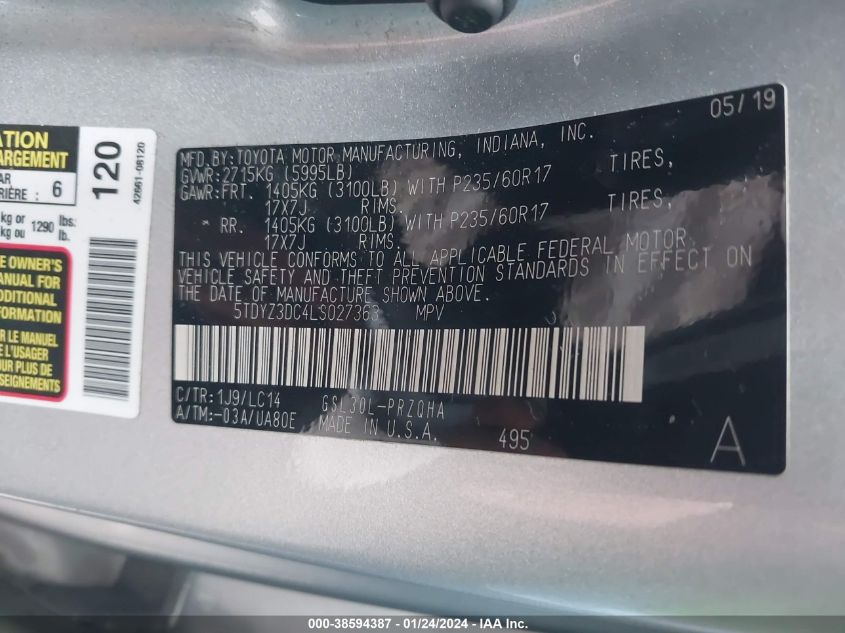 ATION
ARGEMENT
AR
RIÈRE : 6
kg or 1290 lbs.
kg ou lb.
120
42661-08120
E OWNER'S
MANUAL FOR
ADDITIONAL
FORMATION
R LE MANUEL
L'USAGER
PLUS DE
SEIGNEMENTS
05/19
MFD.BY:TOYOTA MOTOR MANUFACTURING, INDIANA, INC.
GVWR:2715KG (5995LB)
GAWR:FRT. 1405KG (3100LB) WITH P235/60R17 TIRES,
17X7J RIMS.
RR. 1405KG (3100LB) WITH P235/60R17 TIRES,
17X7J RIMS.
THIS VEHICLE CONFORMS TO ALL APPLICABLE FEDERAL MOTOR
VEHICLE SAFETY AND THEFT PREVENTION STANDARDS IN EFFECT ON
THE DATE OF MANUFACTURE SHOWN ABOVE.
5TDYZ3DC4LS027363 MPV
C/TR:1J9/LC14 GSL30L-PRZQHA
A/TM:-03A/UA80E MADE IN U.S.A. 495
A
000-38594387 - 01/24/2024 - IAA Inc.